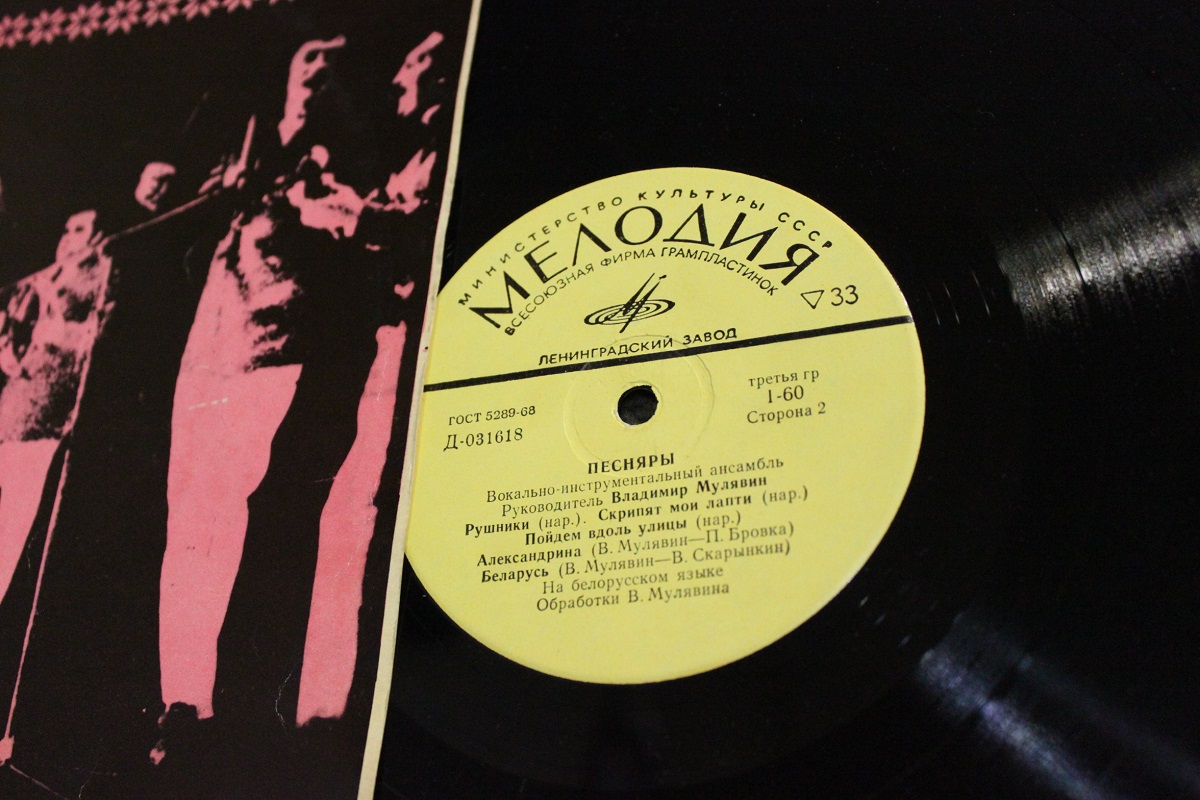 МИНИСТЕРСТВО КУЛЬТУРЫ СССР
МЕЛОДИЯ
ВСЕСОЮЗНАЯ ФИРМА ГРАМПЛАСТИНОК
33
ЛЕНИНГРАДСКИЙ ЗАВОД
ГОСТ 5289-68
Д-031618
третья гр
1-60
Сторона 2
ПЕСНЯРЫ
Вокально-инструментальный ансамбль
Руководитель Владимир Мулявин
Рушники (нар.). Скрипят мои лапти (нар.)
Пойдем вдоль улицы (нар.)
Александрина (В. Мулявин—П. Бровка)
Беларусь (В. Мулявин—В. Скарынкин)
На белорусском языке
Обработки В. Мулявина